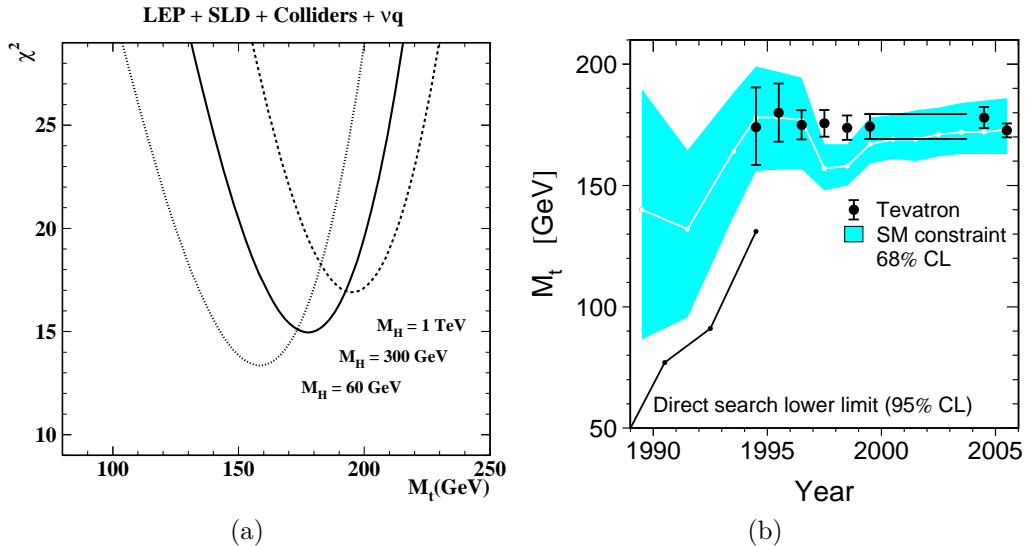 LEP + SLD + Colliders + νq
χ²
25
20
15
10
100 150 200 250
M_t(GeV)
M_H = 1 TeV
M_H = 300 GeV
M_H = 60 GeV
(a)
M_t [GeV]
200
150
100
50
Tevatron
SM constraint
68% CL
Direct search lower limit (95% CL)
1990 1995 2000 2005
Year
(b)